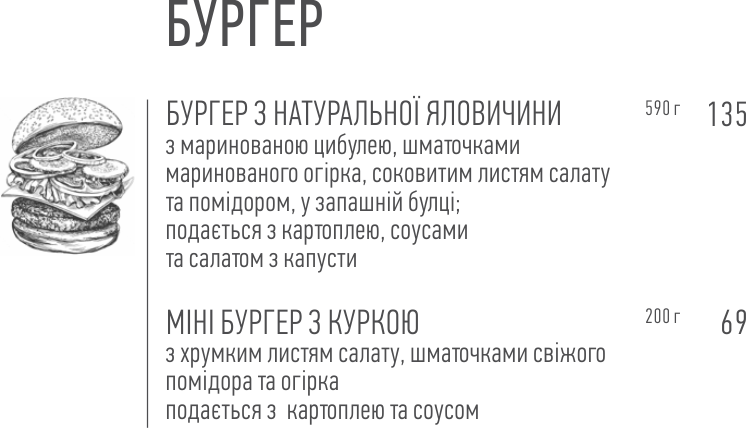 БУРГЕР
БУРГЕР З НАТУРАЛЬНОЇ ЯЛОВИЧИНИ 590 г 135
з маринованою цибулею, шматочками
маринованого огірка, соковитим листям салату
та помідором, у запашній булці;
подається з картоплею, соусами
та салатом з капусти
МІНІ БУРГЕР З КУРКОЮ 200 г 69
з хрумким листям салату, шматочками свіжого
помідора та огірка
подається з картоплею та соусом